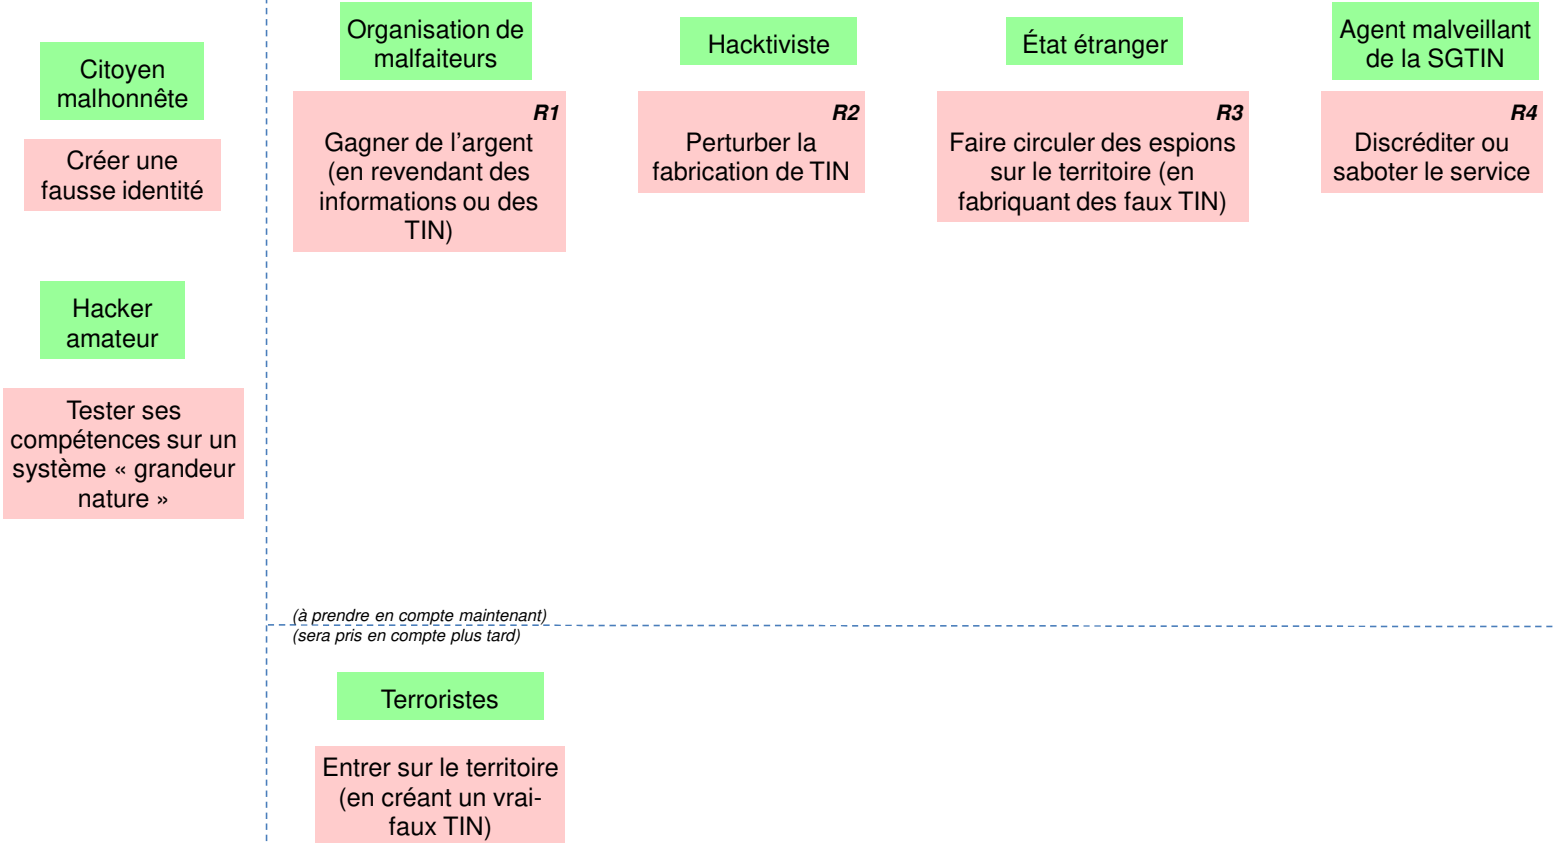 Citoyen
malhonnête
Créer une
fausse identité
Hacker
amateur
Tester ses
compétences sur un
système « grandeur
nature »
Organisation de
malfaiteurs
R1
Gagner de l’argent
(en revendant des
informations ou des
TIN)
Hacktiviste
R2
Perturber la
fabrication de TIN
État étranger
R3
Faire circuler des espions
sur le territoire (en
fabriquant des faux TIN)
Agent malveillant
de la SGTIN
R4
Discréditer ou
saboter le service
(à prendre en compte maintenant)
(sera pris en compte plus tard)
Terroristes
Entrer sur le territoire
(en créant un vrai-
faux TIN)